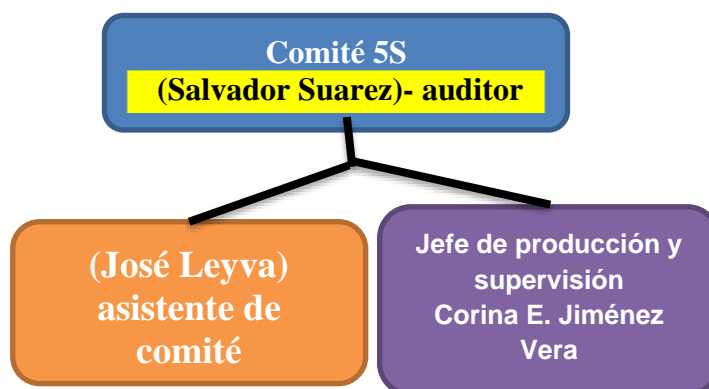 Comité 5S
(Salvador Suarez)- auditor
(José Leyva)
asistente de
comité
Jefe de producción y
supervisión
Corina E. Jiménez
Vera